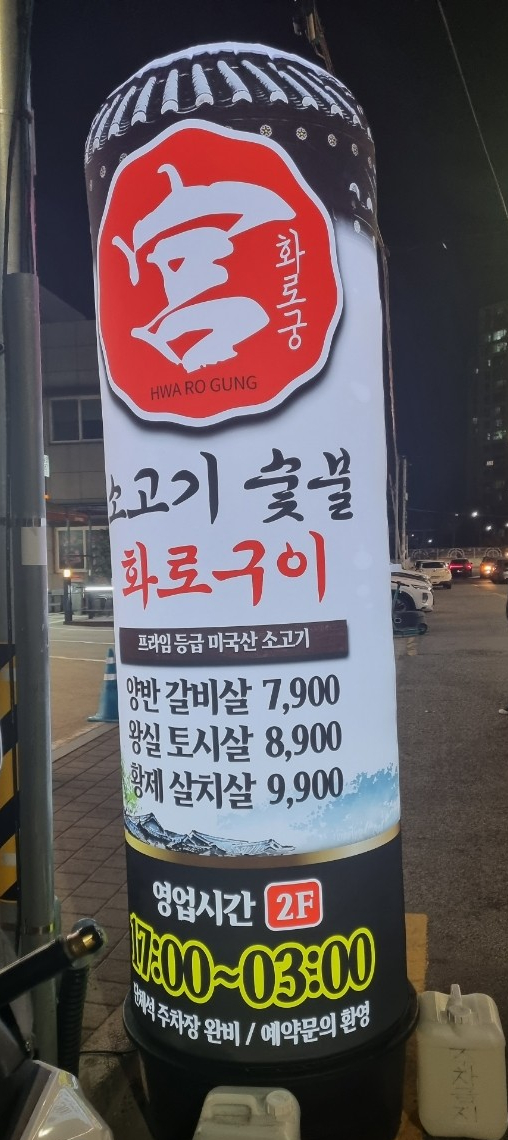 宮
화로궁
HWA RO GUNG
소고기 숯불
화로구이
프라임 등급 미국산 소고기
양반 갈비살 7,900
왕실 토시살 8,900
황제 살치살 9,900
영업시간 2F
17:00~03:00
단체석 주차장 완비 / 예약문의 환영